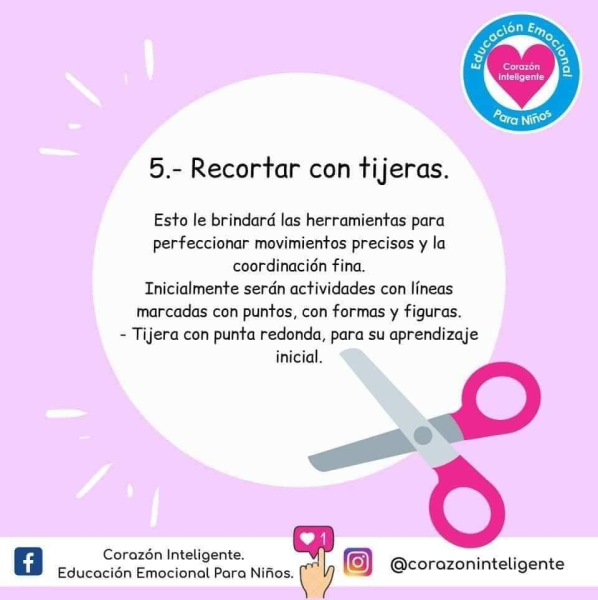 Educación Emocional
Corazón
Inteligente
Para Niños
5.- Recortar con tijeras.
Esto le brindará las herramientas para
perfeccionar movimientos precisos y la
coordinación fina.
Inicialmente serán actividades con líneas
marcadas con puntos, con formas y figuras.
- Tijera con punta redonda, para su aprendizaje
inicial.
1
Corazón Inteligente.
Educación Emocional Para Niños.
@corazoninteligente